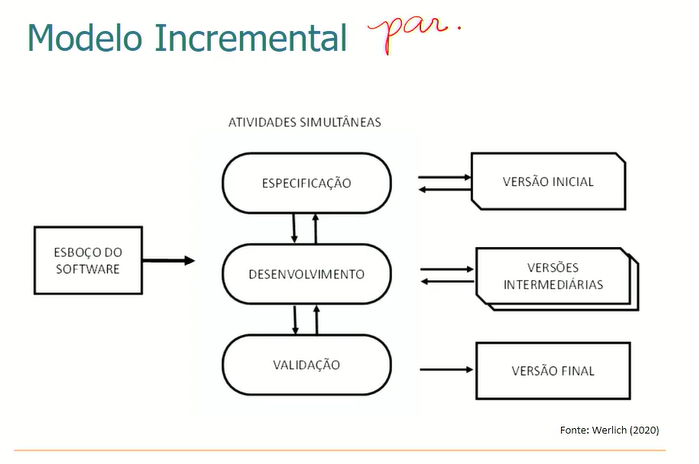 Modelo Incremental par.
ATIVIDADES SIMULTÂNEAS
ESPECIFICAÇÃO
VERSÃO INICIAL
ESBOÇO DO
SOFTWARE
DESENVOLVIMENTO
VERSÕES
INTERMEDIÁRIAS
VALIDAÇÃO
VERSÃO FINAL
Fonte: Werlich (2020)